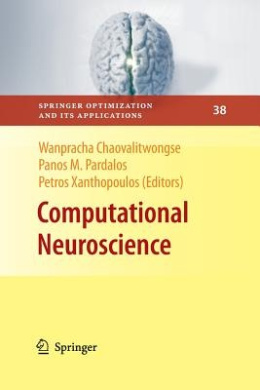 SPRINGER OPTIMIZATION
AND ITS APPLICATIONS
38
Wanpracha Chaovalitwongse
Panos M. Pardalos
Petros Xanthopoulos (Editors)
Computational
Neuroscience
Springer